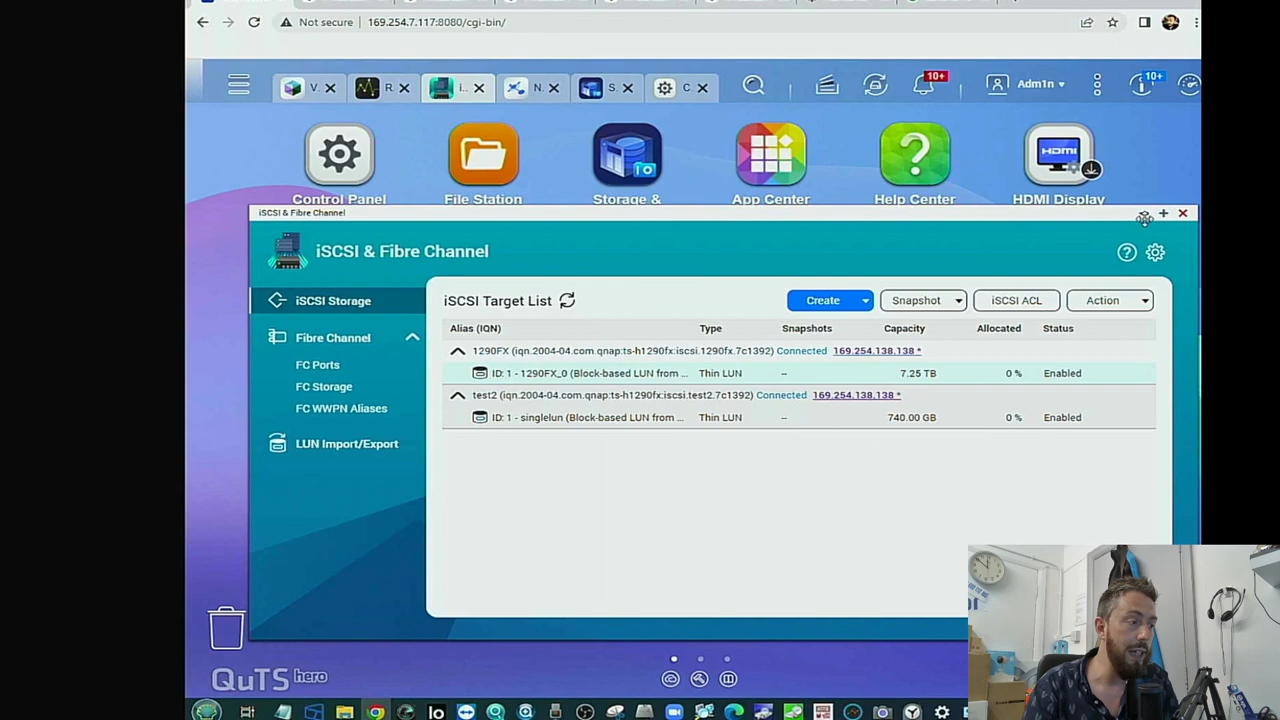 Not secure 169.254.7.117:8080/cgi-bin/
V. R. i.. N. S. C. 10+ Adm1n 10+
HDMI
Control Panel File Station Storage & App Center Help Center HDMI Display
iSCSI & Fibre Channel
iSCSI & Fibre Channel
iSCSI Storage
Fibre Channel
FC Ports
FC Storage
FC WWPN Aliases
LUN Import/Export
iSCSI Target List Create Snapshot iSCSI ACL Action
Alias (IQN) Type Snapshots Capacity Allocated Status
1290FX (iqn.2004-04.com.qnap:ts-h1290fx:iscsi.1290fx.7c1392) Connected 169.254.138.138 *
ID: 1 - 1290FX_0 (Block-based LUN from ... Thin LUN -- 7.25 TB 0 % Enabled
test2 (iqn.2004-04.com.qnap:ts-h1290fx:iscsi.test2.7c1392) Connected 169.254.138.138 *
ID: 1 - singlelun (Block-based LUN from ... Thin LUN -- 740.00 GB 0 % Enabled
QuTS hero